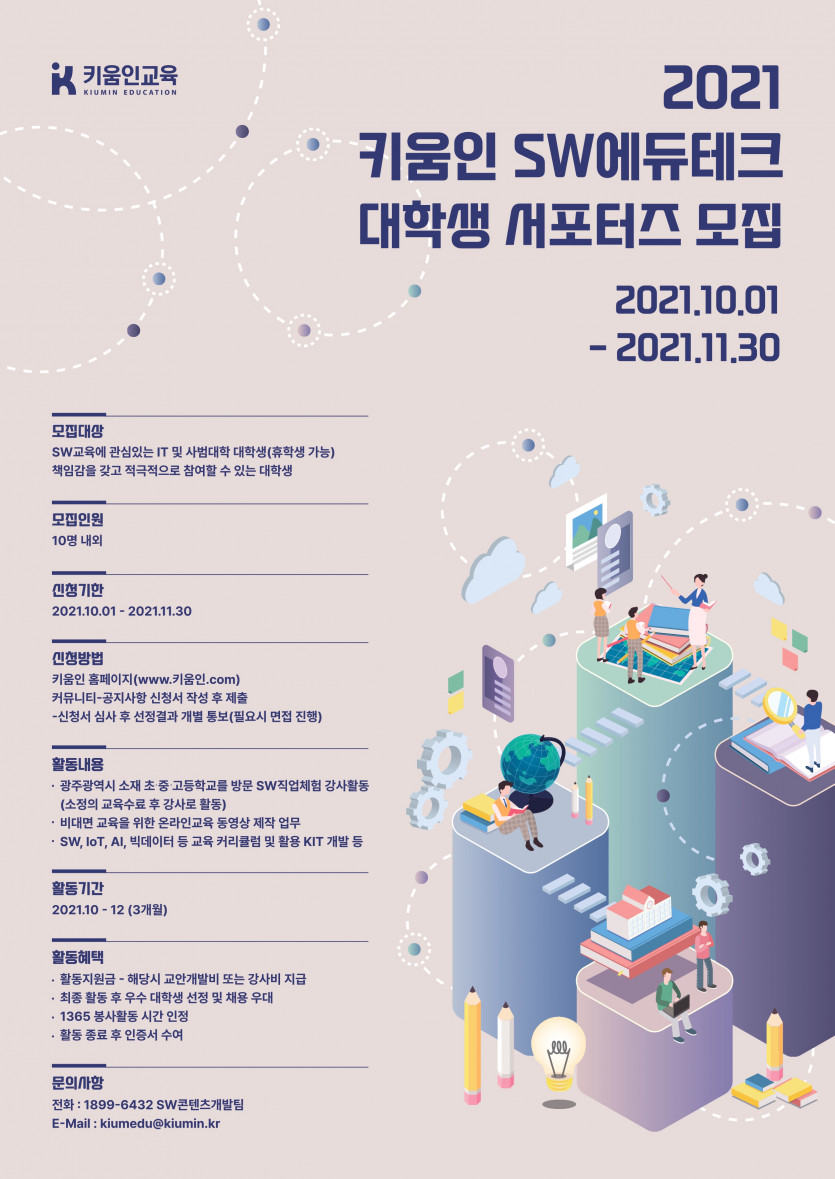 키움인교육
KIUMIN EDUCATION
2021
키움인 SW에듀테크
대학생 서포터즈 모집
2021.10.01
- 2021.11.30
모집대상
SW교육에 관심있는 IT 및 사범대학 대학생(휴학생 가능)
책임감을 갖고 적극적으로 참여할 수 있는 대학생
모집인원
10명 내외
신청기한
2021.10.01 - 2021.11.30
신청방법
키움인 홈페이지(www.키움인.com)
커뮤니티-공지사항 신청서 작성 후 제출
-신청서 심사 후 선정결과 개별 통보(필요시 면접 진행)
활동내용
· 광주광역시 소재 초·중·고등학교를 방문 SW직업체험 강사활동
(소정의 교육수료 후 강사로 활동)
· 비대면 교육을 위한 온라인교육 동영상 제작 업무
· SW, IoT, AI, 빅데이터 등 교육 커리큘럼 및 활용 KIT 개발 등
활동기간
2021.10 - 12 (3개월)
활동혜택
· 활동지원금 - 해당시 교안개발비 또는 강사비 지급
· 최종 활동 후 우수 대학생 선정 및 채용 우대
· 1365 봉사활동 시간 인정
· 활동 종료 후 인증서 수여
문의사항
전화 : 1899-6432 SW콘텐츠개발팀
E-Mail : kiumedu@kiumin.kr